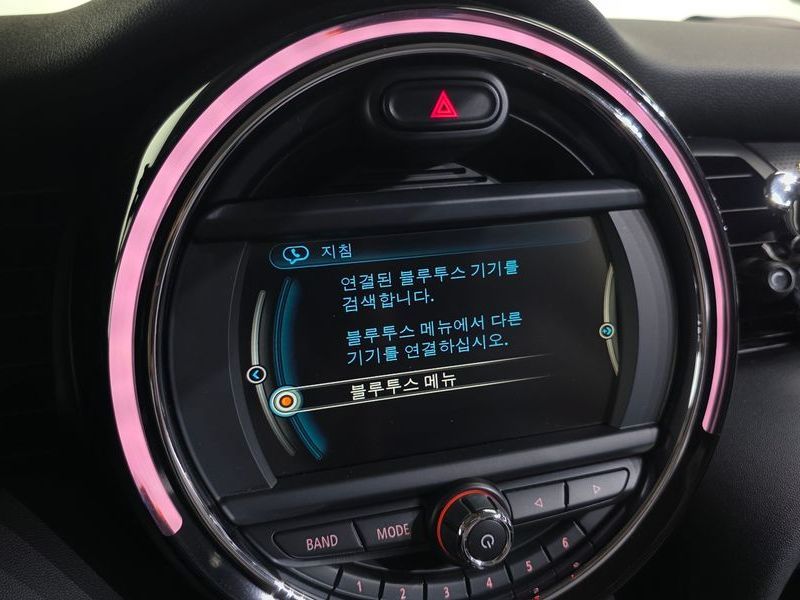 지침
연결된 블루투스 기기를
검색합니다.
블루투스 메뉴에서 다른
기기를 연결하십시오.
블루투스 메뉴
BAND
MODE
1
2
3
4
5
6